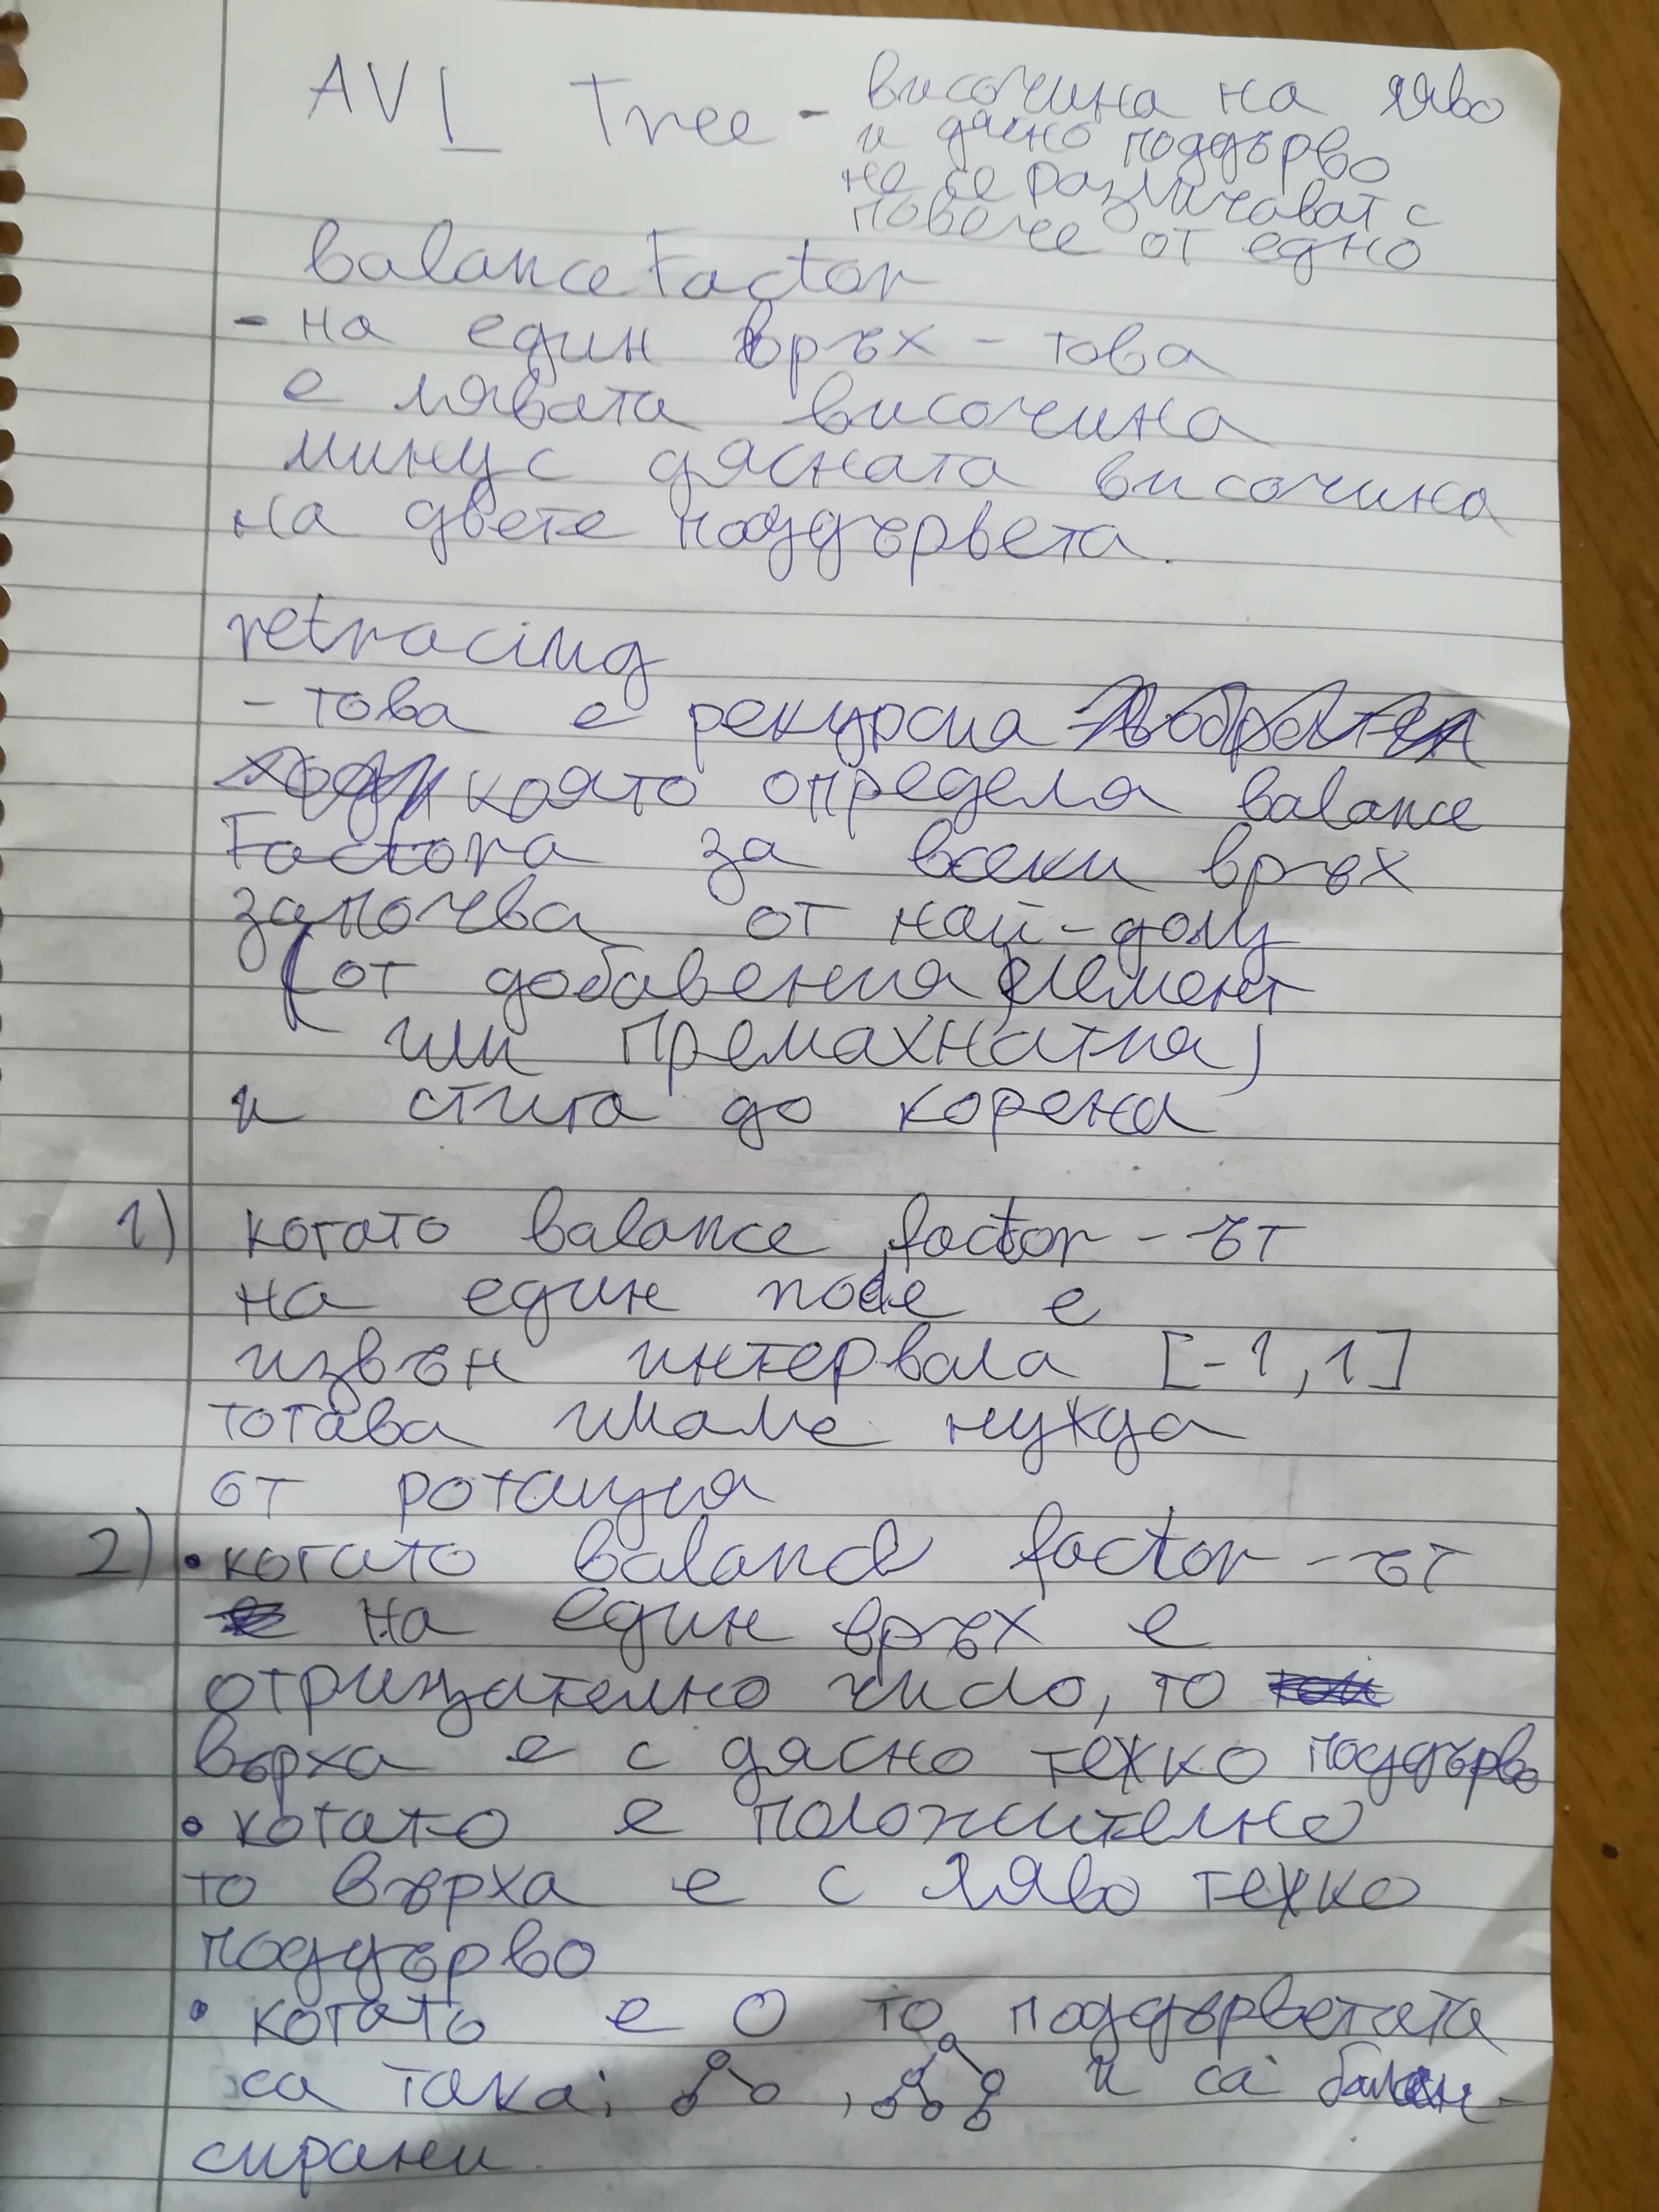 AVL Tree - височина на ляво
и дясно поддърво
не се различават с
повече от едно
balance Factor
- на един връх - това
е лявата височина
минус дясната височина
на двете поддървета.
retracing
- това е рекурсия
която определя balance
Factora за всеки връх
започва от най-долу
(от добавения елемент
или премахнатия)
и стига до корена
1) когато balance factor-ът
на един node е
извън интервала [-1,1]
тогава имаме нужда
от ротация
2) • когато balance factor-ът
на един връх е
отрицателно число, то
върха е с дясно тежко поддърво
• когато е положително
то върха е с ляво тежко
поддърво
• когато е 0 то поддърветата
са така: , и са балан-
сирани